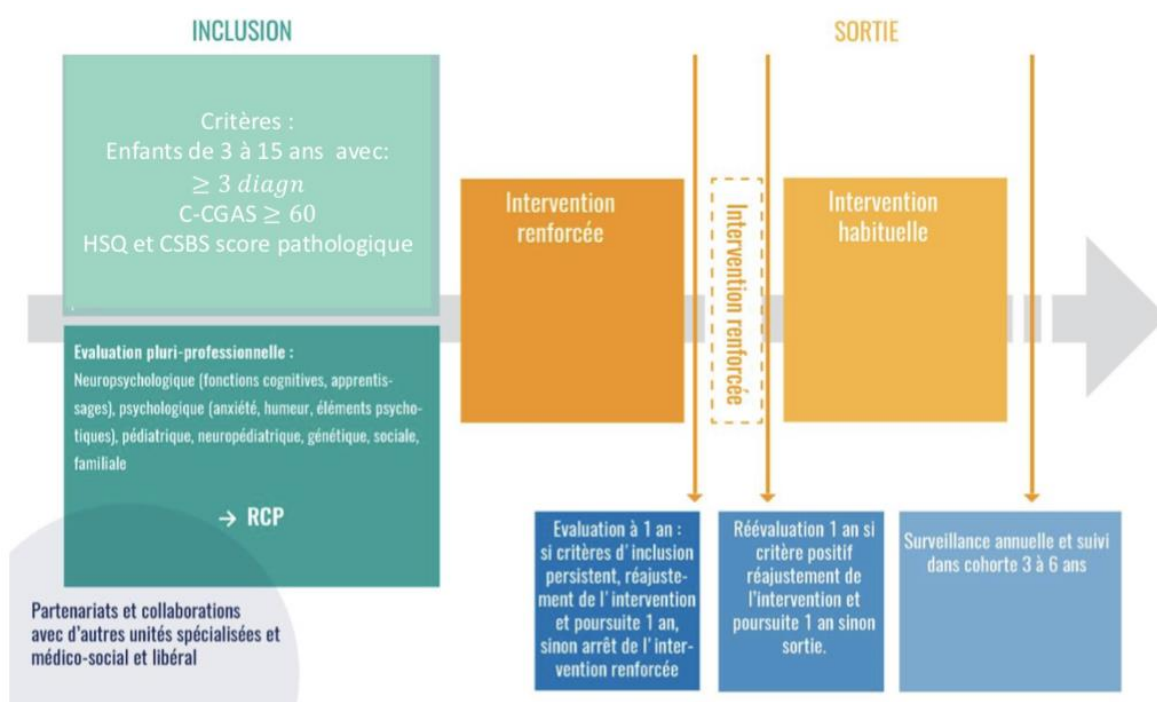 INCLUSION
Critères :
Enfants de 3 à 15 ans avec:
≥ 3 diagn
C-CGAS ≥ 60
HSQ et CSBS score pathologique
Evaluation pluri-professionnelle :
Neuropsychologique (fonctions cognitives, apprentis-
sages), psychologique (anxiété, humeur, éléments psycho-
tiques), pédiatrique, neuropédiatrique, génétique, sociale,
familiale
→ RCP
Partenariats et collaborations
avec d'autres unités spécialisées et
médico-social et libéral
SORTIE
Intervention
renforcée
Intervention renforcée
Intervention
habituelle
Evaluation à 1 an :
si critères d'inclusion
persistent, réajuste-
ment de l'intervention
et poursuite 1 an,
sinon arrêt de l'inter-
vention renforcée
Réévaluation 1 an si
critère positif
réajustement de
l'intervention et
poursuite 1 an sinon
sortie.
Surveillance annuelle et suivi
dans cohorte 3 à 6 ans